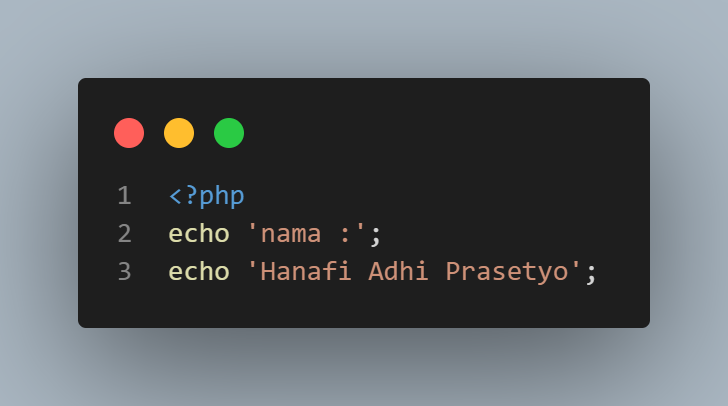 1 <?php
2 echo 'nama :';
3 echo 'Hanafi Adhi Prasetyo';